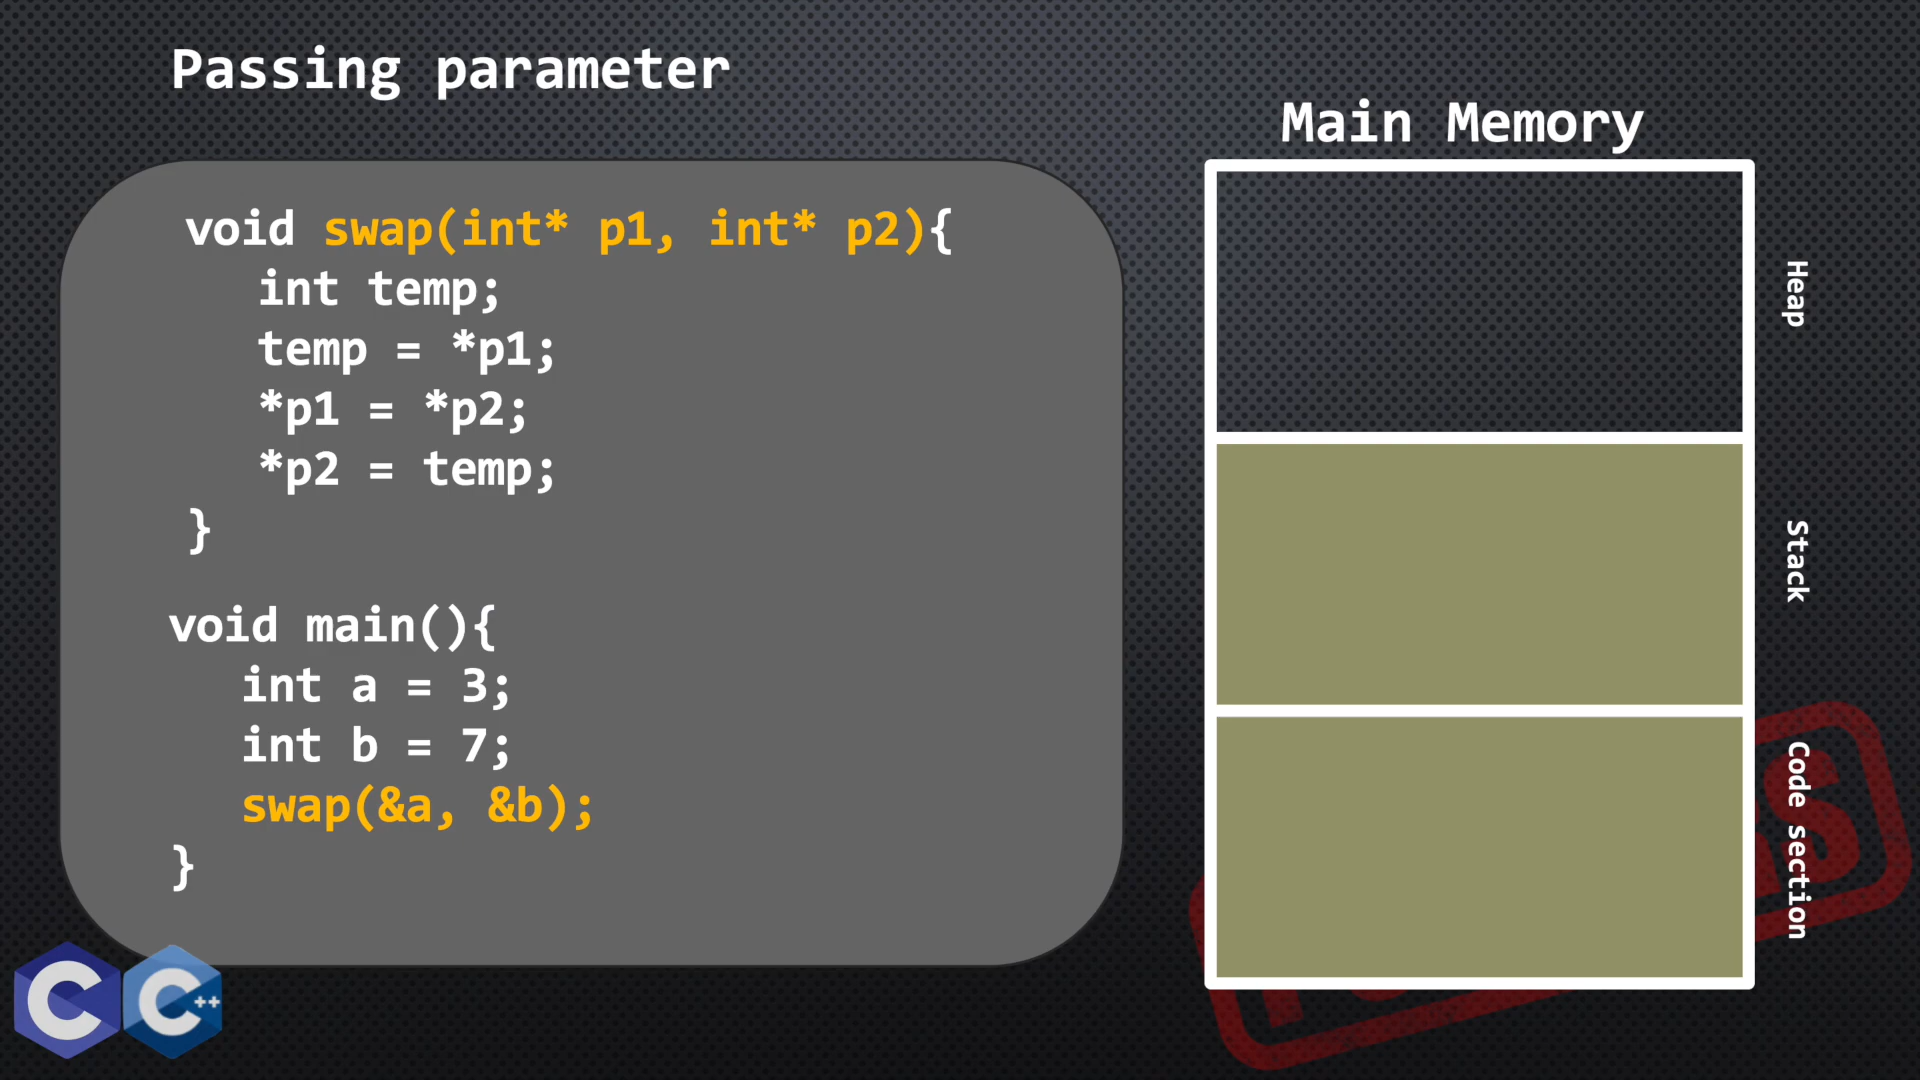 Passing parameter
void swap(int* p1, int* p2){
int temp;
temp = *p1;
*p1 = *p2;
*p2 = temp;
}
void main(){
int a = 3;
int b = 7;
swap(&a, &b);
}
Main Memory
Heap
Stack
Code section
C
C++